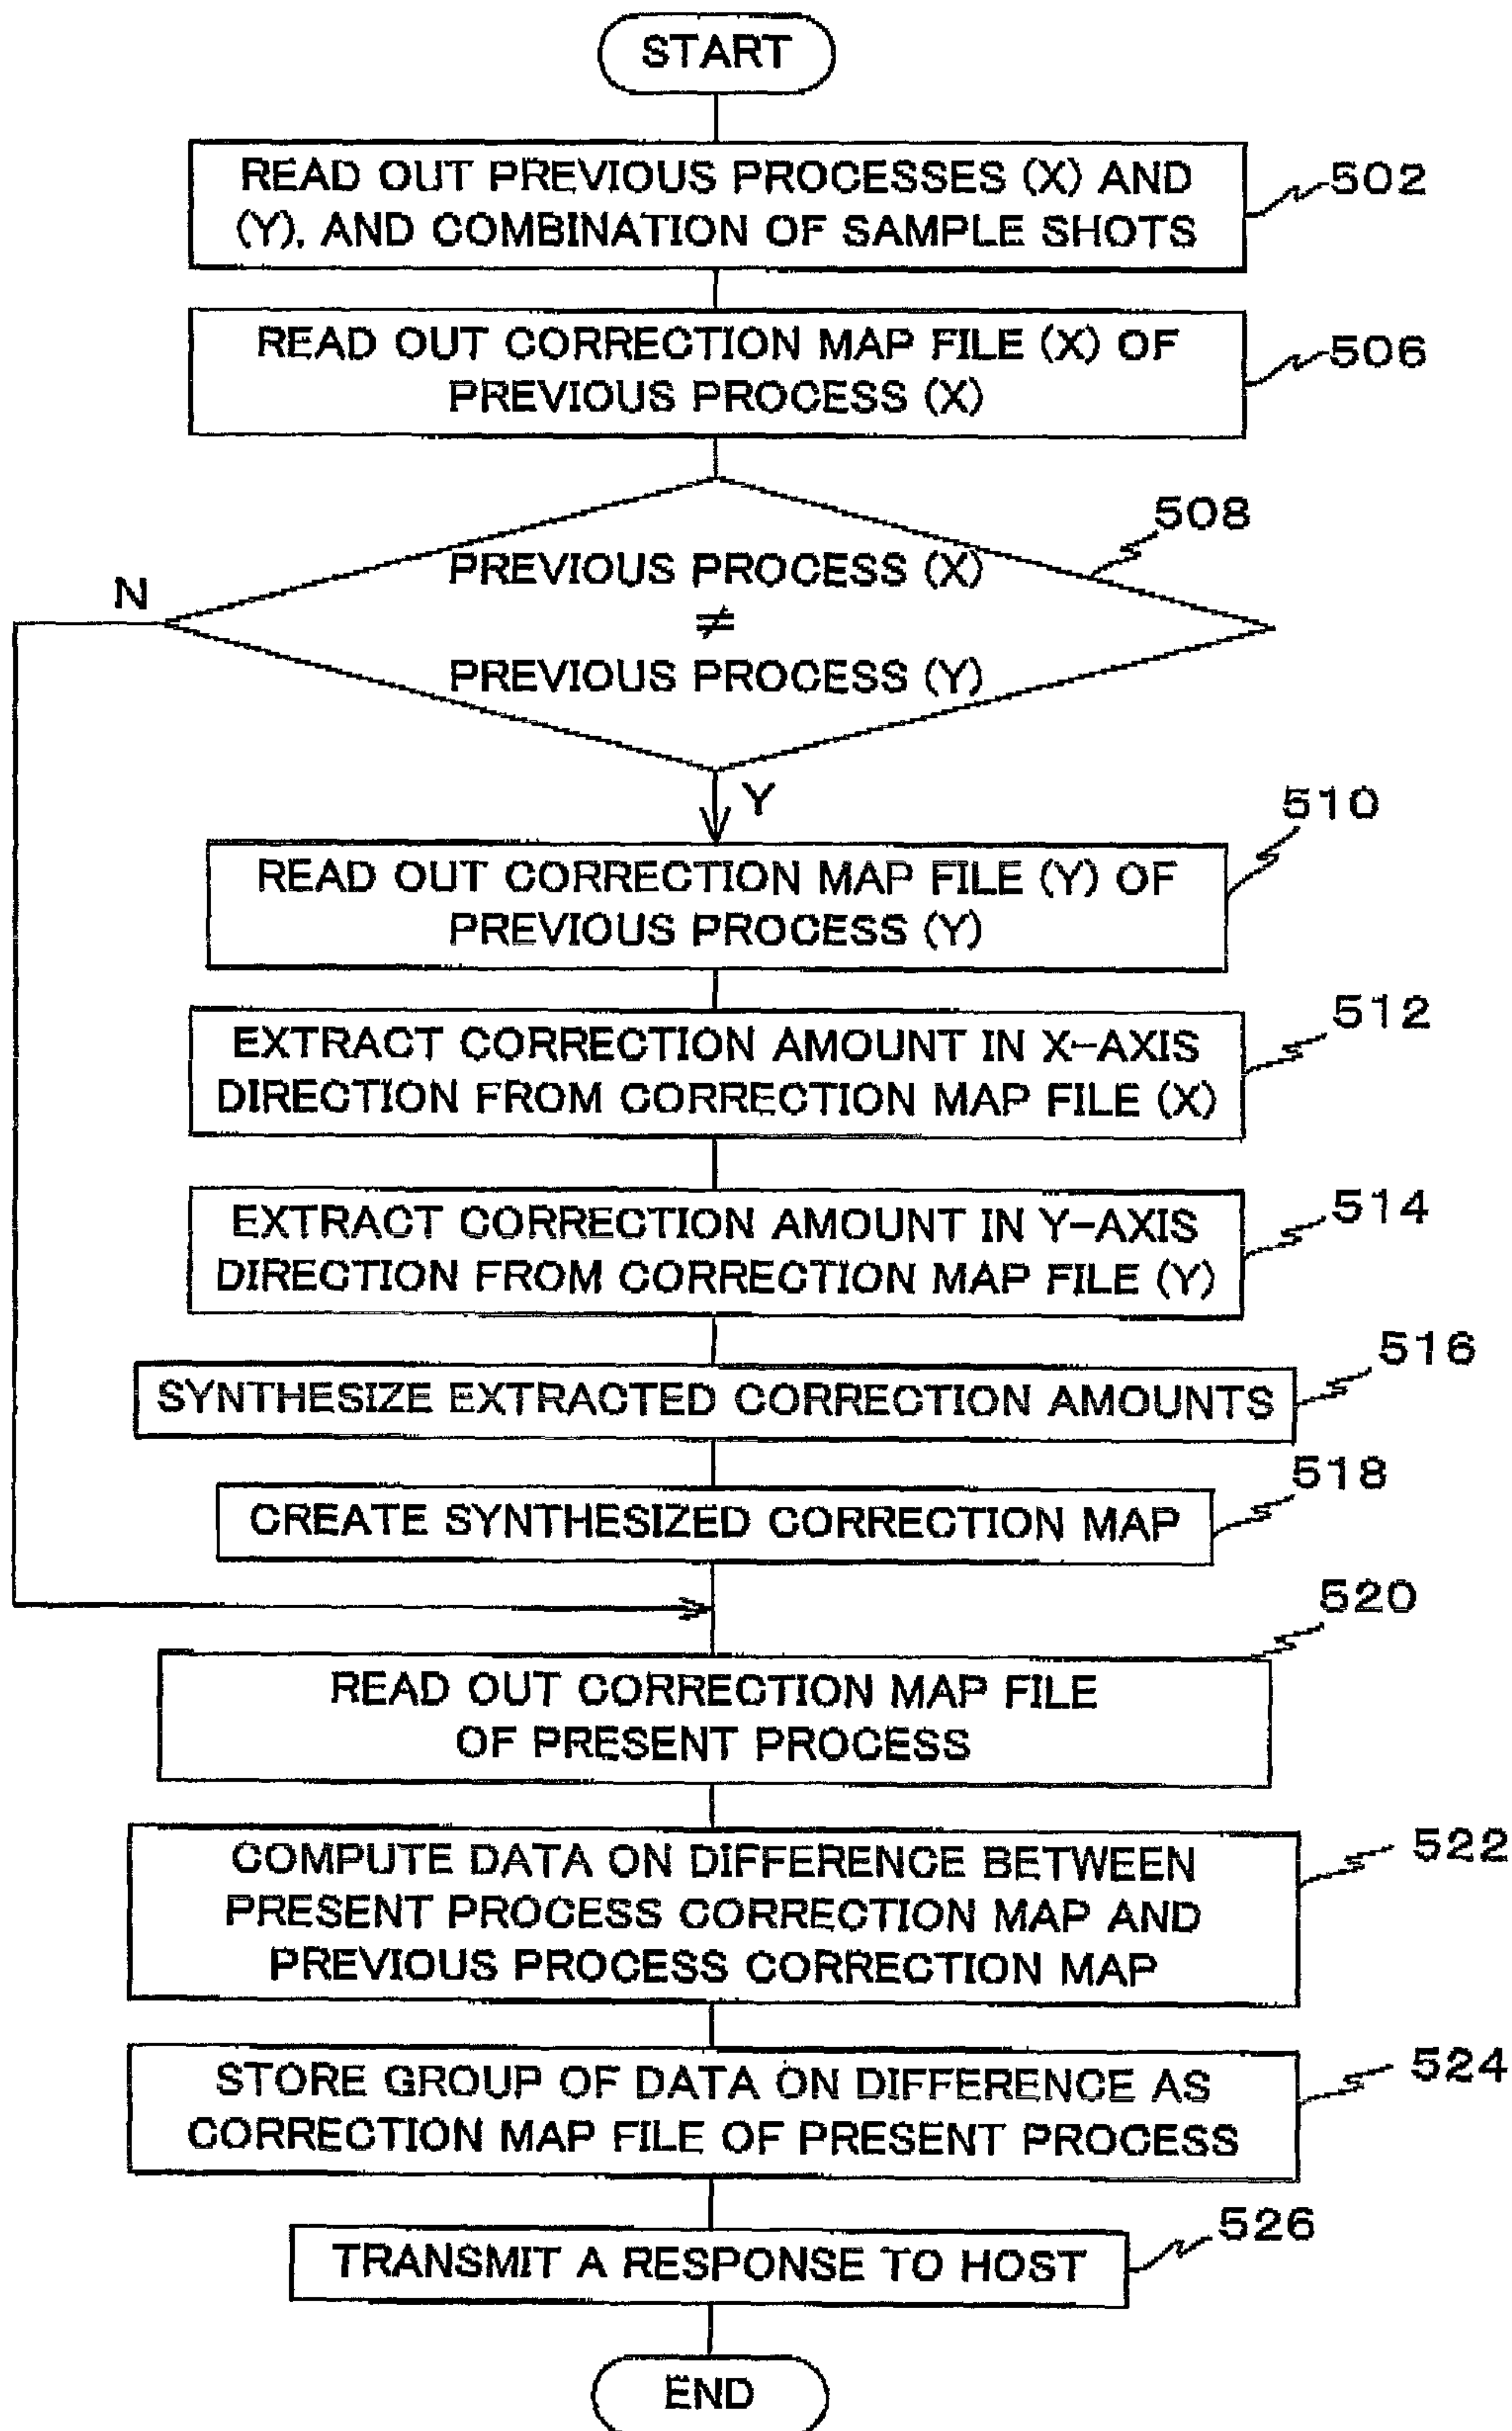 START
READ OUT PREVIOUS PROCESSES (X) AND
(Y), AND COMBINATION OF SAMPLE SHOTS
502
READ OUT CORRECTION MAP FILE (X) OF
PREVIOUS PROCESS (X)
506
508
PREVIOUS PROCESS (X)
≠
PREVIOUS PROCESS (Y)
N
Y
510
READ OUT CORRECTION MAP FILE (Y) OF
PREVIOUS PROCESS (Y)
512
EXTRACT CORRECTION AMOUNT IN X-AXIS
DIRECTION FROM CORRECTION MAP FILE (X)
514
EXTRACT CORRECTION AMOUNT IN Y-AXIS
DIRECTION FROM CORRECTION MAP FILE (Y)
516
SYNTHESIZE EXTRACTED CORRECTION AMOUNTS
518
CREATE SYNTHESIZED CORRECTION MAP
520
READ OUT CORRECTION MAP FILE
OF PRESENT PROCESS
522
COMPUTE DATA ON DIFFERENCE BETWEEN
PRESENT PROCESS CORRECTION MAP AND
PREVIOUS PROCESS CORRECTION MAP
524
STORE GROUP OF DATA ON DIFFERENCE AS
CORRECTION MAP FILE OF PRESENT PROCESS
526
TRANSMIT A RESPONSE TO HOST
END